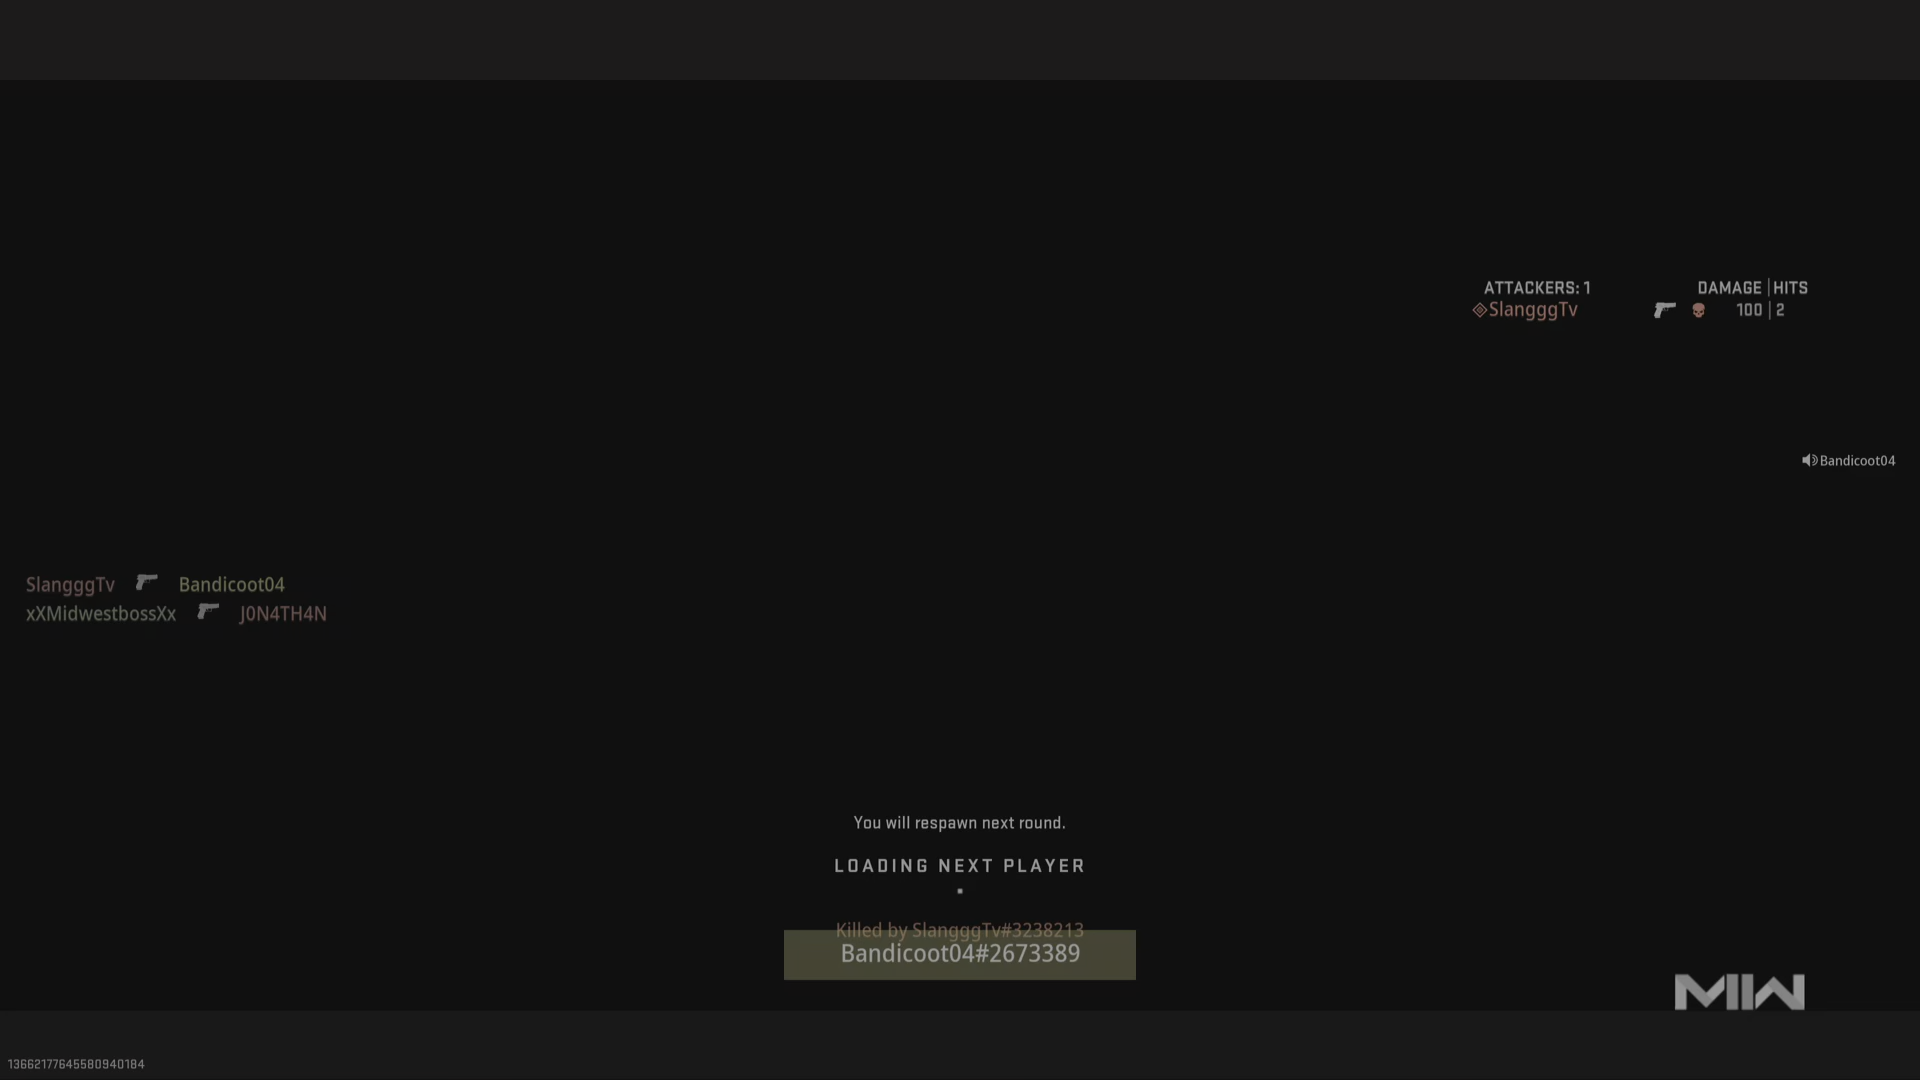 ATTACKERS: 1 DAMAGE | HITS
SlangggTv 100 | 2
Bandicoot04
SlangggTv Bandicoot04
xXMidwestbossXx J0N4TH4N
You will respawn next round.
LOADING NEXT PLAYER
Killed by SlangggTv#3238213
Bandicoot04#2673389
MW
13662177645580940184